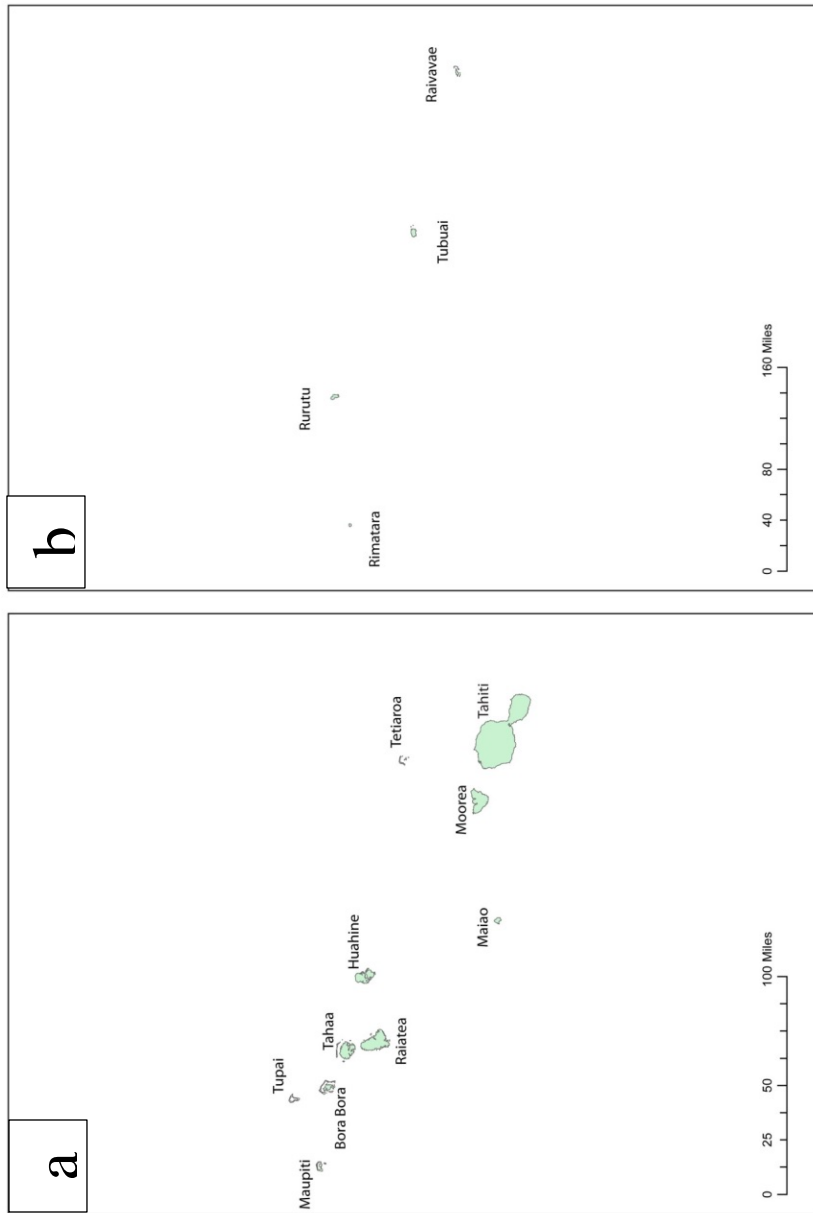 a
Tupai
Maupiti
Bora Bora
Tahaa
Raiatea
Huahine
Maiao
Moorea
Tetiaroa
Tahiti
0 25 50 100 Miles
b
Rimatara
Rurutu
Tubuai
Raivavae
0 40 80 160 Miles